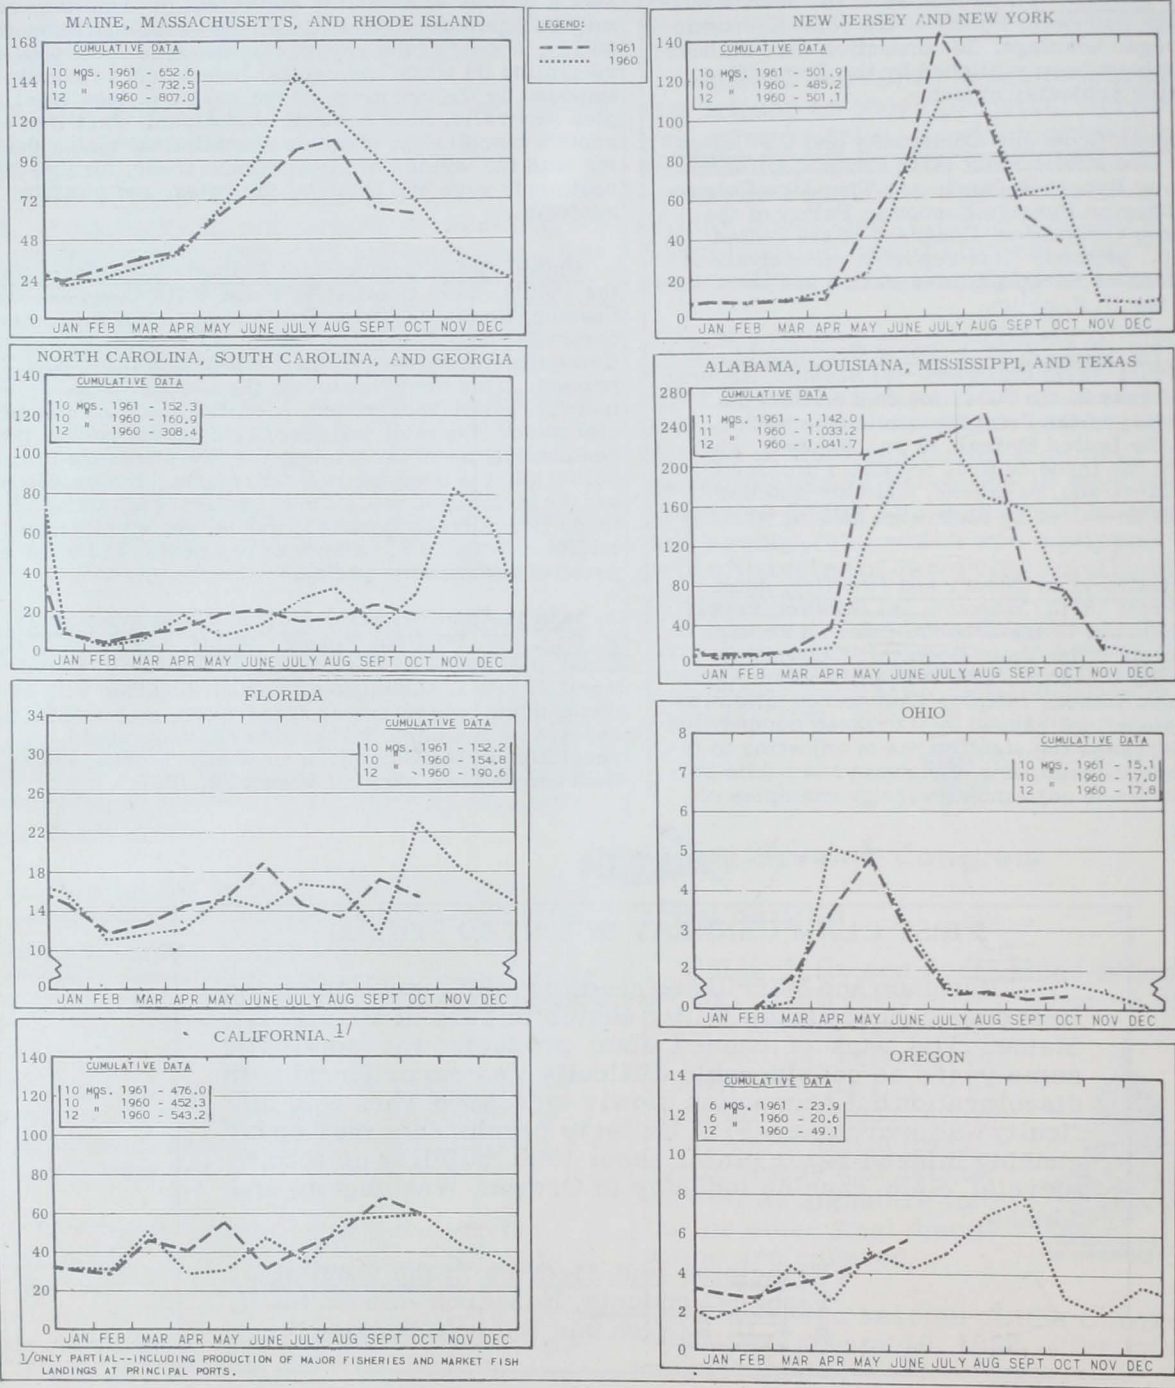 MAINE, MASSACHUSETTS, AND RHODE ISLAND
168
144
120
96
72
48
24
0
CUMULATIVE DATA
10 MOS. 1961 - 652.6
10 " 1960 - 732.5
12 " 1960 - 807.0
JAN FEB MAR APR MAY JUNE JULY AUG SEPT OCT NOV DEC
LEGEND:
1961
1960
NEW JERSEY AND NEW YORK
140
120
100
80
60
40
20
0
CUMULATIVE DATA
10 MOS. 1961 - 501.9
10 " 1960 - 485.2
12 " 1960 - 501.1
JAN FEB MAR APR MAY JUNE JULY AUG SEPT OCT NOV DEC
NORTH CAROLINA, SOUTH CAROLINA, AND GEORGIA
140
120
100
80
60
40
20
0
CUMULATIVE DATA
10 MOS. 1961 - 152.3
10 " 1960 - 160.9
12 " 1960 - 308.4
JAN FEB MAR APR MAY JUNE JULY AUG SEPT OCT NOV DEC
ALABAMA, LOUISIANA, MISSISSIPPI, AND TEXAS
280
240
200
160
120
80
40
0
CUMULATIVE DATA
11 MOS. 1961 - 1,142.0
11 " 1960 - 1,033.2
12 " 1960 - 1,041.7
JAN FEB MAR APR MAY JUNE JULY AUG SEPT OCT NOV DEC
FLORIDA
34
30
26
22
18
14
10
0
CUMULATIVE DATA
10 MOS. 1961 - 152.2
10 " 1960 - 154.8
12 " 1960 - 190.6
JAN FEB MAR APR MAY JUNE JULY AUG SEPT OCT NOV DEC
OHIO
8
7
6
5
4
3
2
0
CUMULATIVE DATA
10 MOS. 1961 - 15.1
10 " 1960 - 17.0
12 " 1960 - 17.8
JAN FEB MAR APR MAY JUNE JULY AUG SEPT OCT NOV DEC
CALIFORNIA 1/
140
120
100
80
60
40
20
0
CUMULATIVE DATA
10 MOS. 1961 - 476.0
10 " 1960 - 452.3
12 " 1960 - 543.2
JAN FEB MAR APR MAY JUNE JULY AUG SEPT OCT NOV DEC
1/ONLY PARTIAL--INCLUDING PRODUCTION OF MAJOR FISHERIES AND MARKET FISH
LANDINGS AT PRINCIPAL PORTS.
OREGON
14
12
10
8
6
4
2
0
CUMULATIVE DATA
6 MOS. 1961 - 23.9
6 " 1960 - 20.6
12 " 1960 - 49.1
JAN FEB MAR APR MAY JUNE JULY AUG SEPT OCT NOV DEC